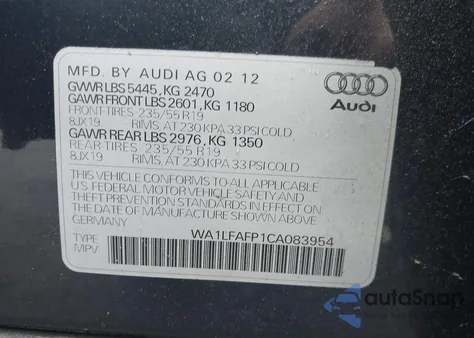 MFD. BY AUDI AG 02 12
GVWR LBS 5445, KG 2470
GAWR FRONT LBS 2601, KG 1180
FRONT-TIRES 235/55 R19
8JX19 RIMS, AT 230 KPA 33 PSI COLD
GAWR REAR LBS 2976, KG 1350
REAR-TIRES 235/55 R19
8JX19 RIMS, AT 230 KPA 33 PSI COLD
Audi
THIS VEHICLE CONFORMS TO ALL APPLICABLE
U.S FEDERAL MOTOR VEHICLE SAFETY AND
THEFT PREVENTION STANDARDS IN EFFECT ON
THE DATE OF MANUFACTURE SHOWN ABOVE.
GERMANY
TYPE WA1LFAFP1CA083954
MPV
autoSnap